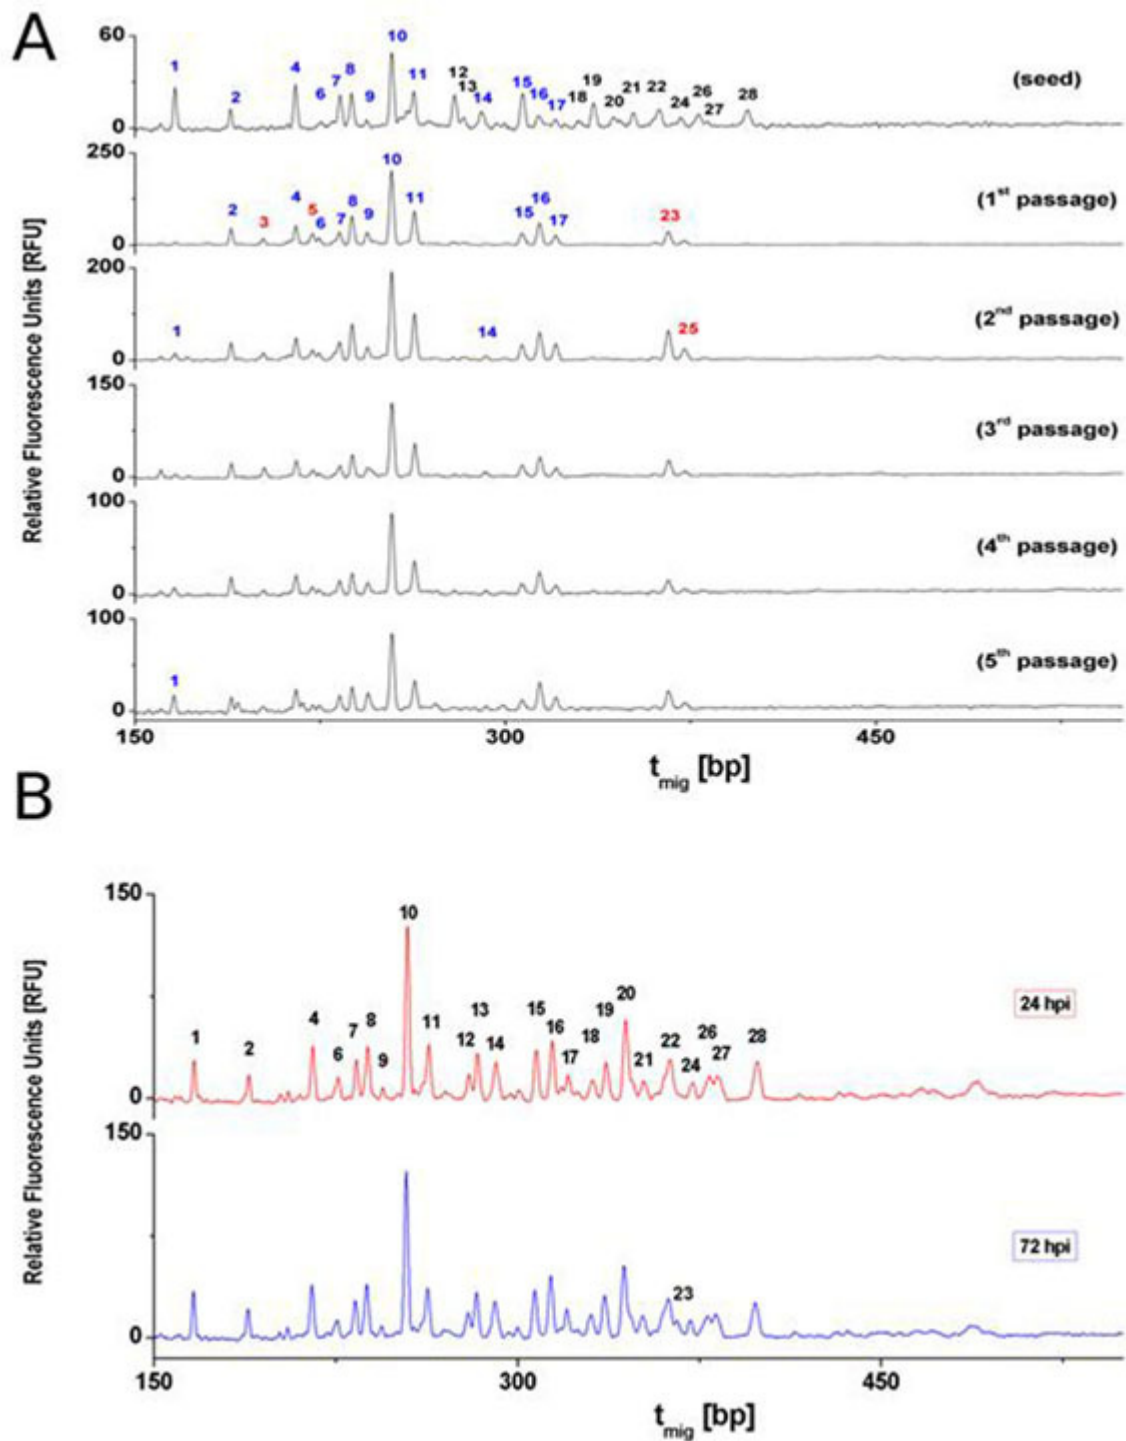 A
60
0
1 2 4 6 7 8 9 10 11 12 13 14 15 16 17 18 19 20 21 22 24 26 27 28
(seed)
250
0
2 3 4 5 6 7 8 9 10 11 15 16 17 23
(1st passage)
200
0
1 14 25
(2nd passage)
150
0
(3rd passage)
100
0
(4th passage)
100
0
1
(5th passage)
150 300 450
tmig [bp]
Relative Fluorescence Units [RFU]
B
150
0
1 2 4 6 7 8 9 10 11 12 13 14 15 16 17 18 19 20 21 22 24 26 27 28
24 hpi
150
0
23
72 hpi
150 300 450
tmig [bp]
Relative Fluorescence Units [RFU]